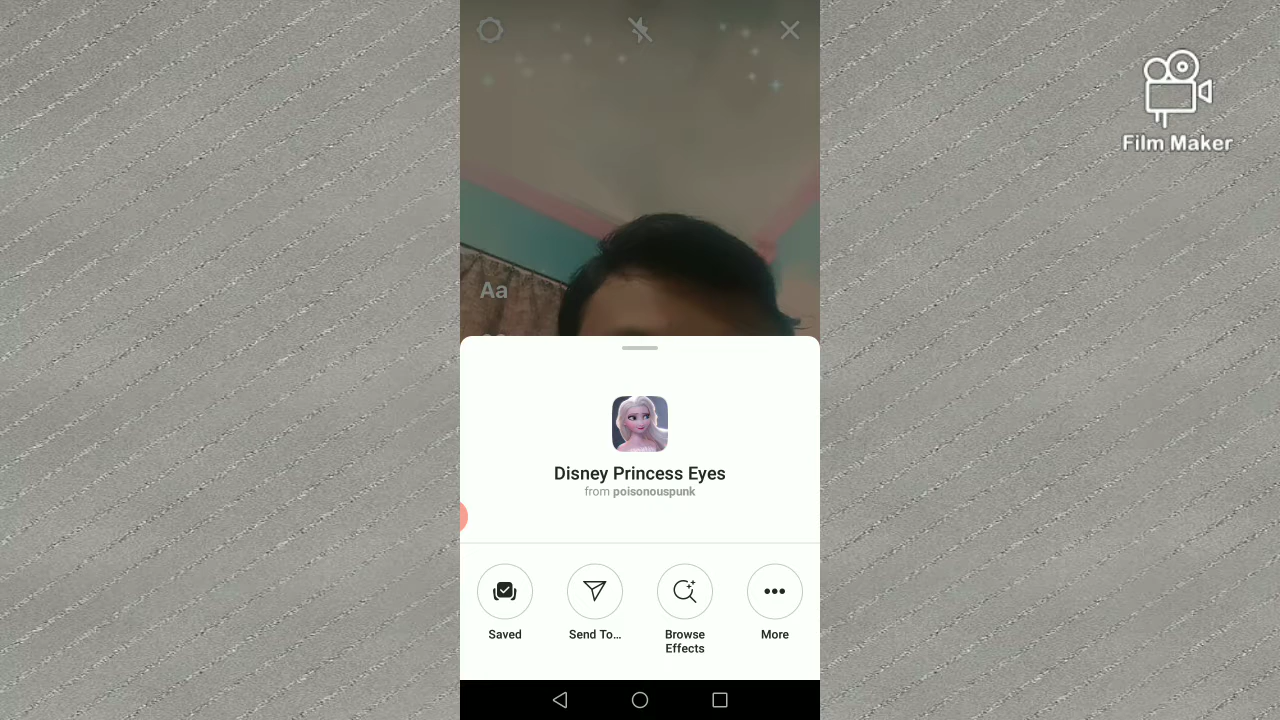 Film Maker
Aa
Disney Princess Eyes
from poisonouspunk
Saved
Send To...
Browse
Effects
More